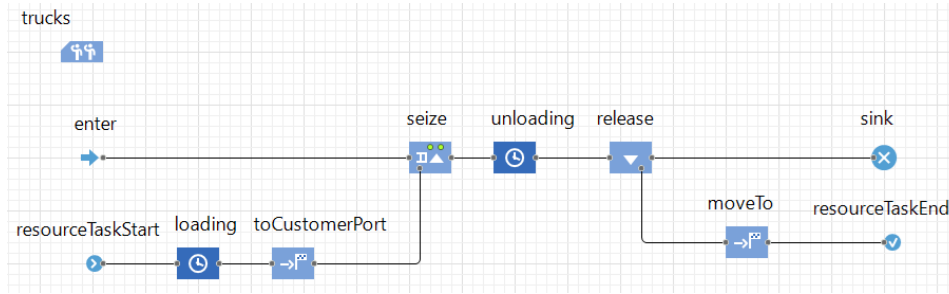 trucks
enter
seize
unloading
release
sink
resourceTaskStart
loading
toCustomerPort
moveTo
resourceTaskEnd